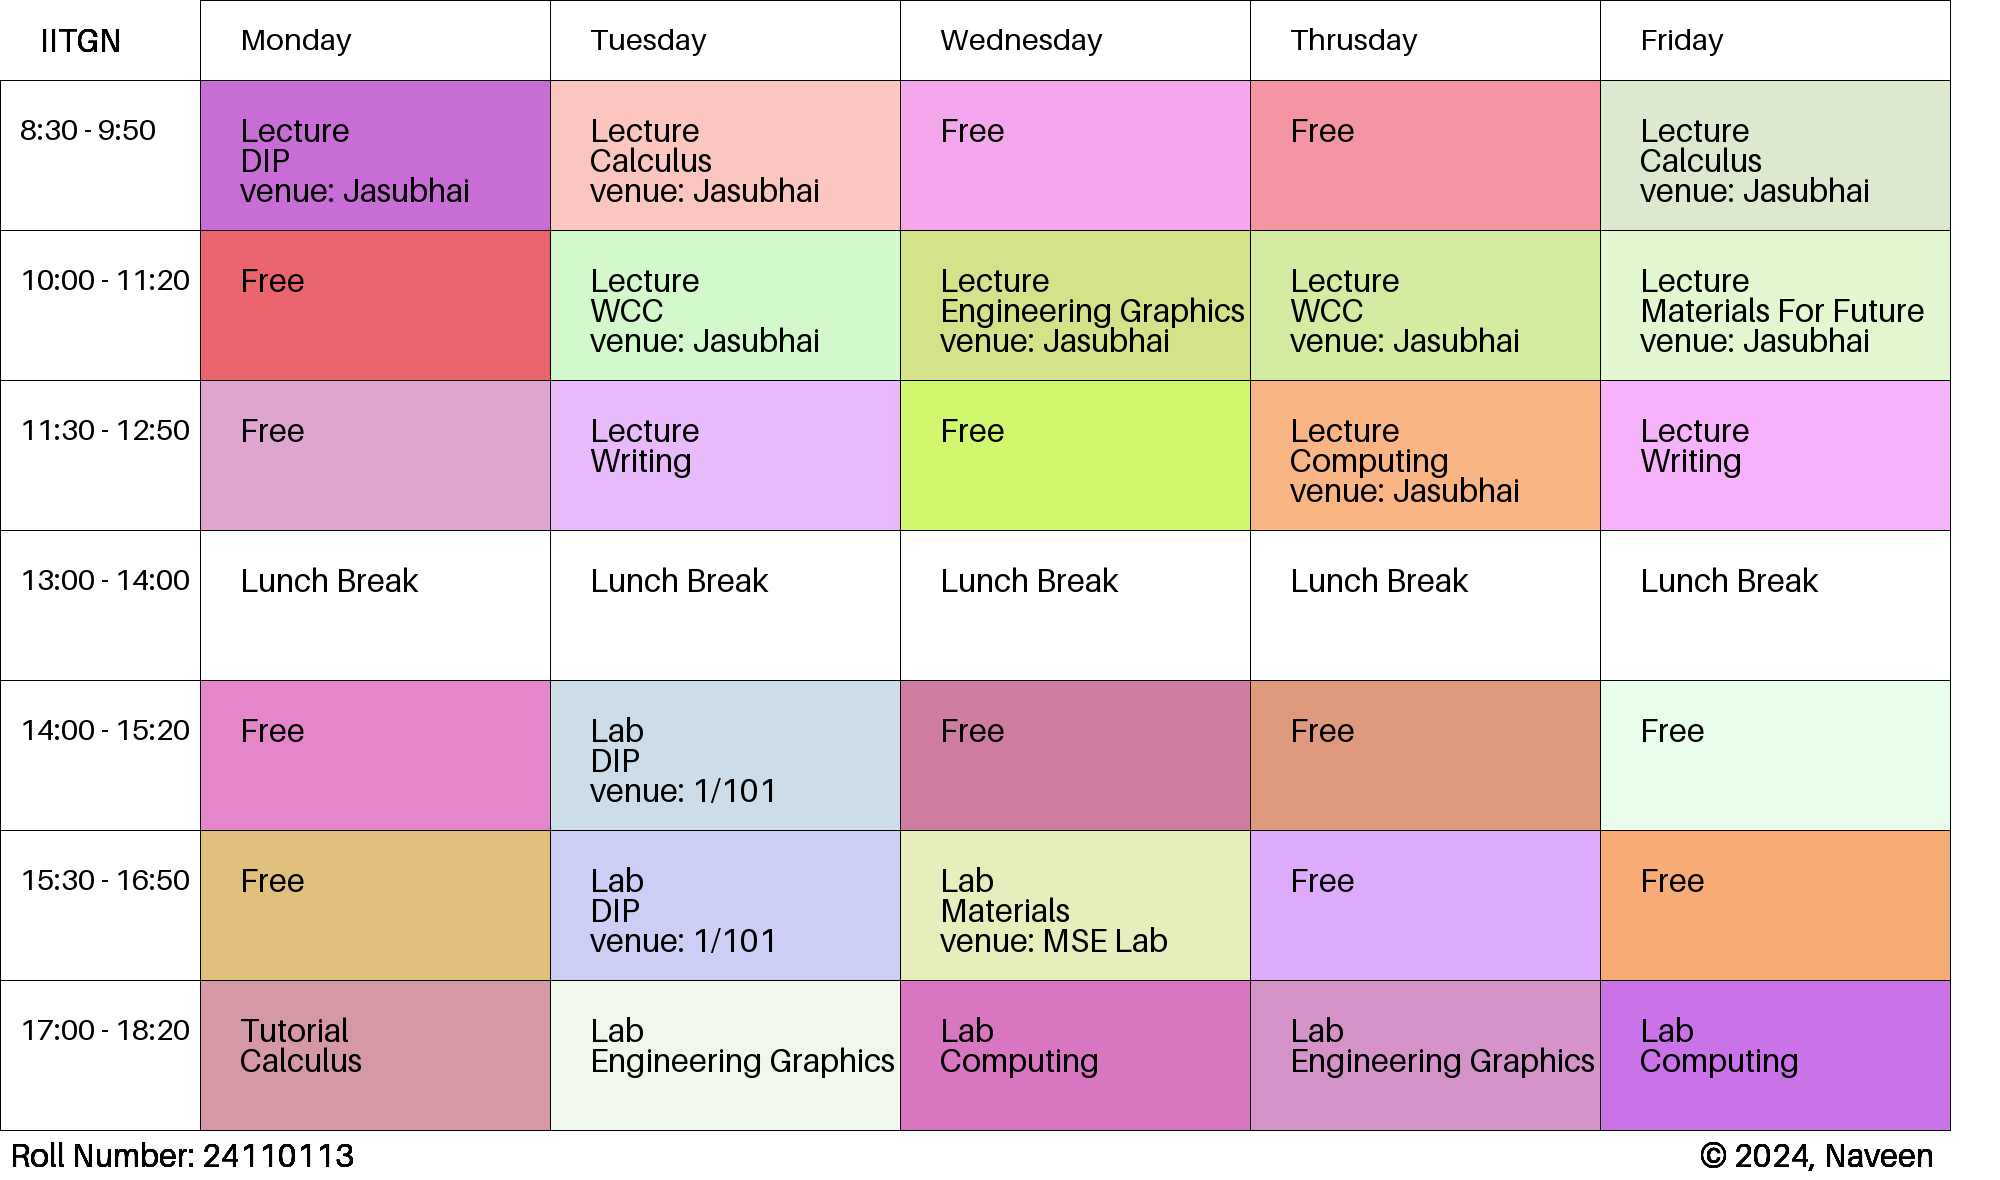 IITGN Monday Tuesday Wednesday Thrusday Friday
8:30 - 9:50
Lecture
DIP
venue: Jasubhai
Lecture
Calculus
venue: Jasubhai
Free
Free
Lecture
Calculus
venue: Jasubhai
10:00 - 11:20
Free
Lecture
WCC
venue: Jasubhai
Lecture
Engineering Graphics
venue: Jasubhai
Lecture
WCC
venue: Jasubhai
Lecture
Materials For Future
venue: Jasubhai
11:30 - 12:50
Free
Lecture
Writing
Free
Lecture
Computing
venue: Jasubhai
Lecture
Writing
13:00 - 14:00
Lunch Break
Lunch Break
Lunch Break
Lunch Break
Lunch Break
14:00 - 15:20
Free
Lab
DIP
venue: 1/101
Free
Free
Free
15:30 - 16:50
Free
Lab
DIP
venue: 1/101
Lab
Materials
venue: MSE Lab
Free
Free
17:00 - 18:20
Tutorial
Calculus
Lab
Engineering Graphics
Lab
Computing
Lab
Engineering Graphics
Lab
Computing
Roll Number: 24110113
© 2024, Naveen